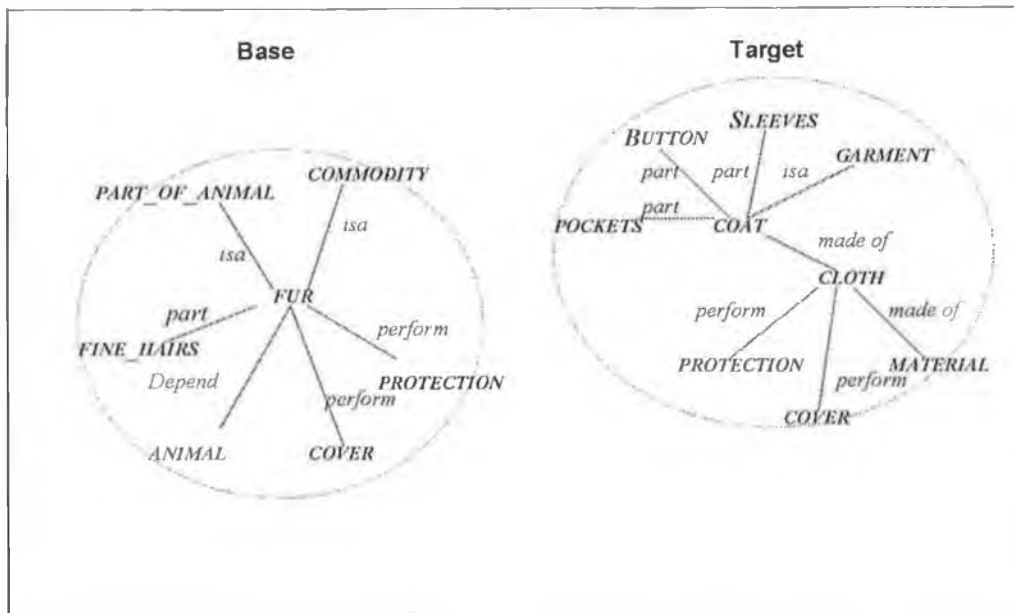 Base
Target
COMMODITY
PART_OF_ANIMAL
isa
isa
FUR
part
perform
FINE_HAIRS
Depend
PROTECTION
perform
ANIMAL
COVER
SLEEVES
BUTTON
GARMENT
part
part
isa
part
POCKETS
COAT
made of
CLOTH
perform
made of
PROTECTION
MATERIAL
perform
COVER